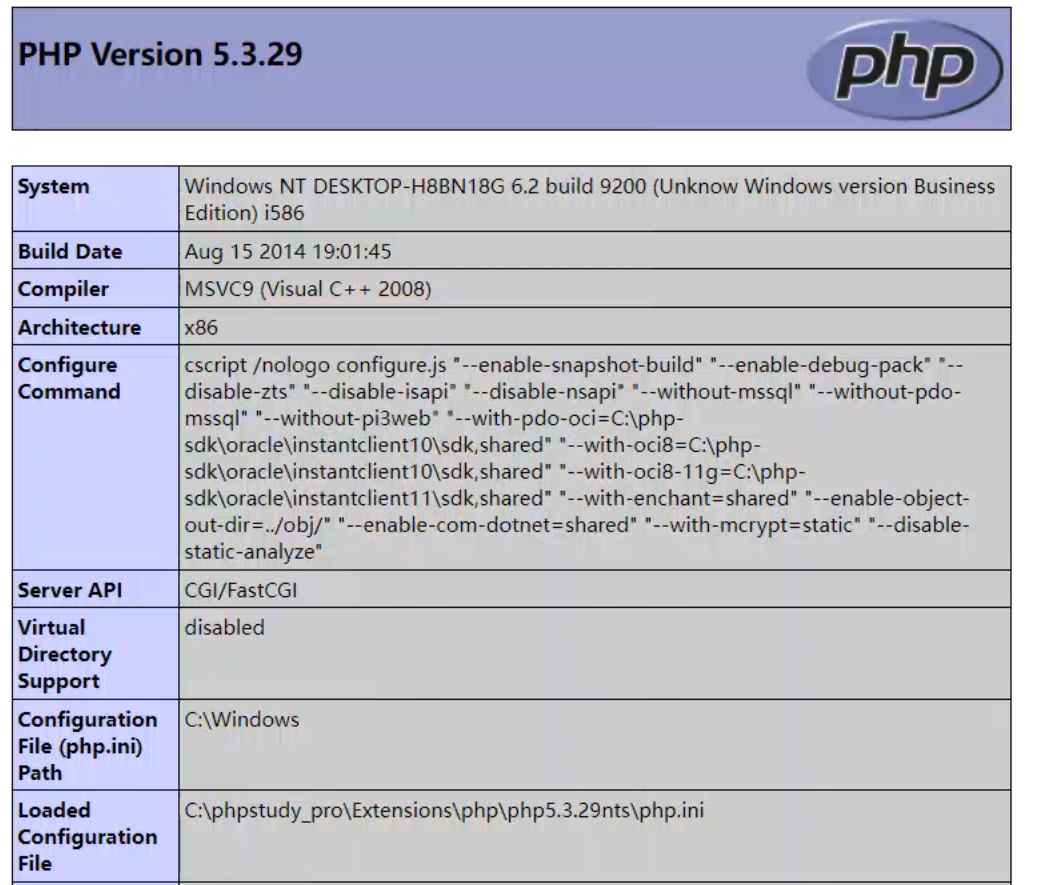 PHP Version 5.3.29
php
System
Windows NT DESKTOP-H8BN18G 6.2 build 9200 (Unknow Windows version Business
Edition) i586
Build Date
Aug 15 2014 19:01:45
Compiler
MSVC9 (Visual C++ 2008)
Architecture
x86
Configure
Command
cscript /nologo configure.js "--enable-snapshot-build" "--enable-debug-pack" "--
disable-zts" "--disable-isapi" "--disable-nsapi" "--without-mssql" "--without-pdo-
mssql" "--without-pi3web" "--with-pdo-oci=C:\php-
sdk\oracle\instantclient10\sdk,shared" "--with-oci8=C:\php-
sdk\oracle\instantclient10\sdk,shared" "--with-oci8-11g=C:\php-
sdk\oracle\instantclient11\sdk,shared" "--with-enchant=shared" "--enable-object-
out-dir=../obj/" "--enable-com-dotnet=shared" "--with-mcrypt=static" "--disable-
static-analyze"
Server API
CGI/FastCGI
Virtual
Directory
Support
disabled
Configuration
File (php.ini)
Path
C:\Windows
Loaded
Configuration
File
C:\phpstudy_pro\Extensions\php\php5.3.29nts\php.ini